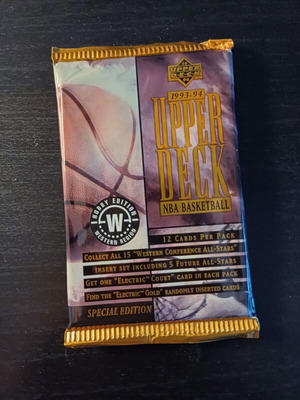 UPPER
DECK
1993-94
UPPER
DECK
NBA BASKETBALL
HOBBY EDITION
W
WESTERN REGION
12 CARDS PER PACK
COLLECT ALL 15 "WESTERN CONFERENCE ALL-STARS"
INSERT SET INCLUDING 5 FUTURE ALL-STARS
GET ONE "ELECTRIC COURT" CARD IN EACH PACK
FIND THE "ELECTRIC GOLD" RANDOMLY INSERTED CARDS
SPECIAL EDITION